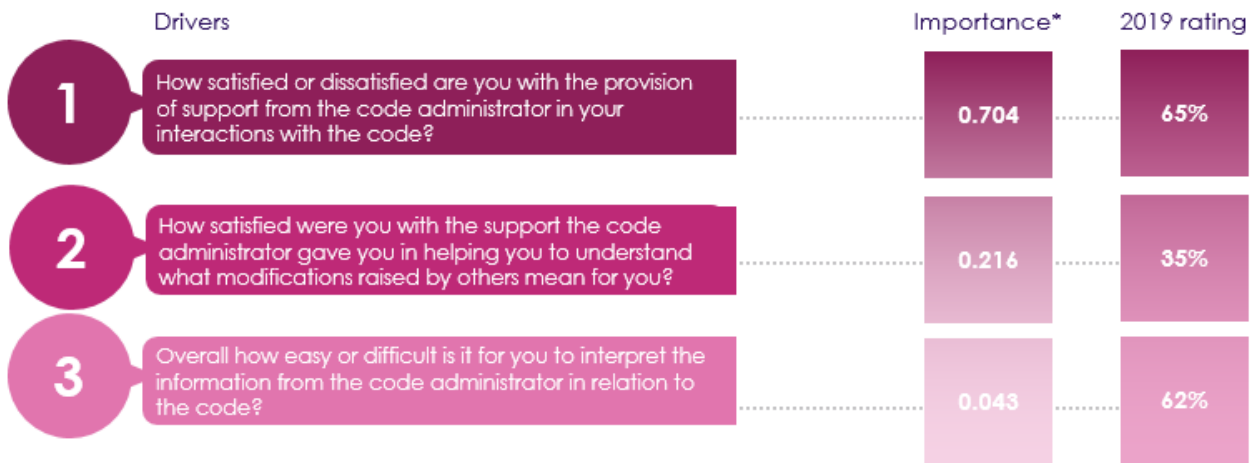 Drivers Importance* 2019 rating
1
How satisfied or dissatisfied are you with the provision
of support from the code administrator in your
interactions with the code?
0.704 65%
2
How satisfied were you with the support the code
administrator gave you in helping you to understand
what modifications raised by others mean for you?
0.216 35%
3
Overall how easy or difficult is it for you to interpret the
information from the code administrator in relation to
the code?
0.043 62%